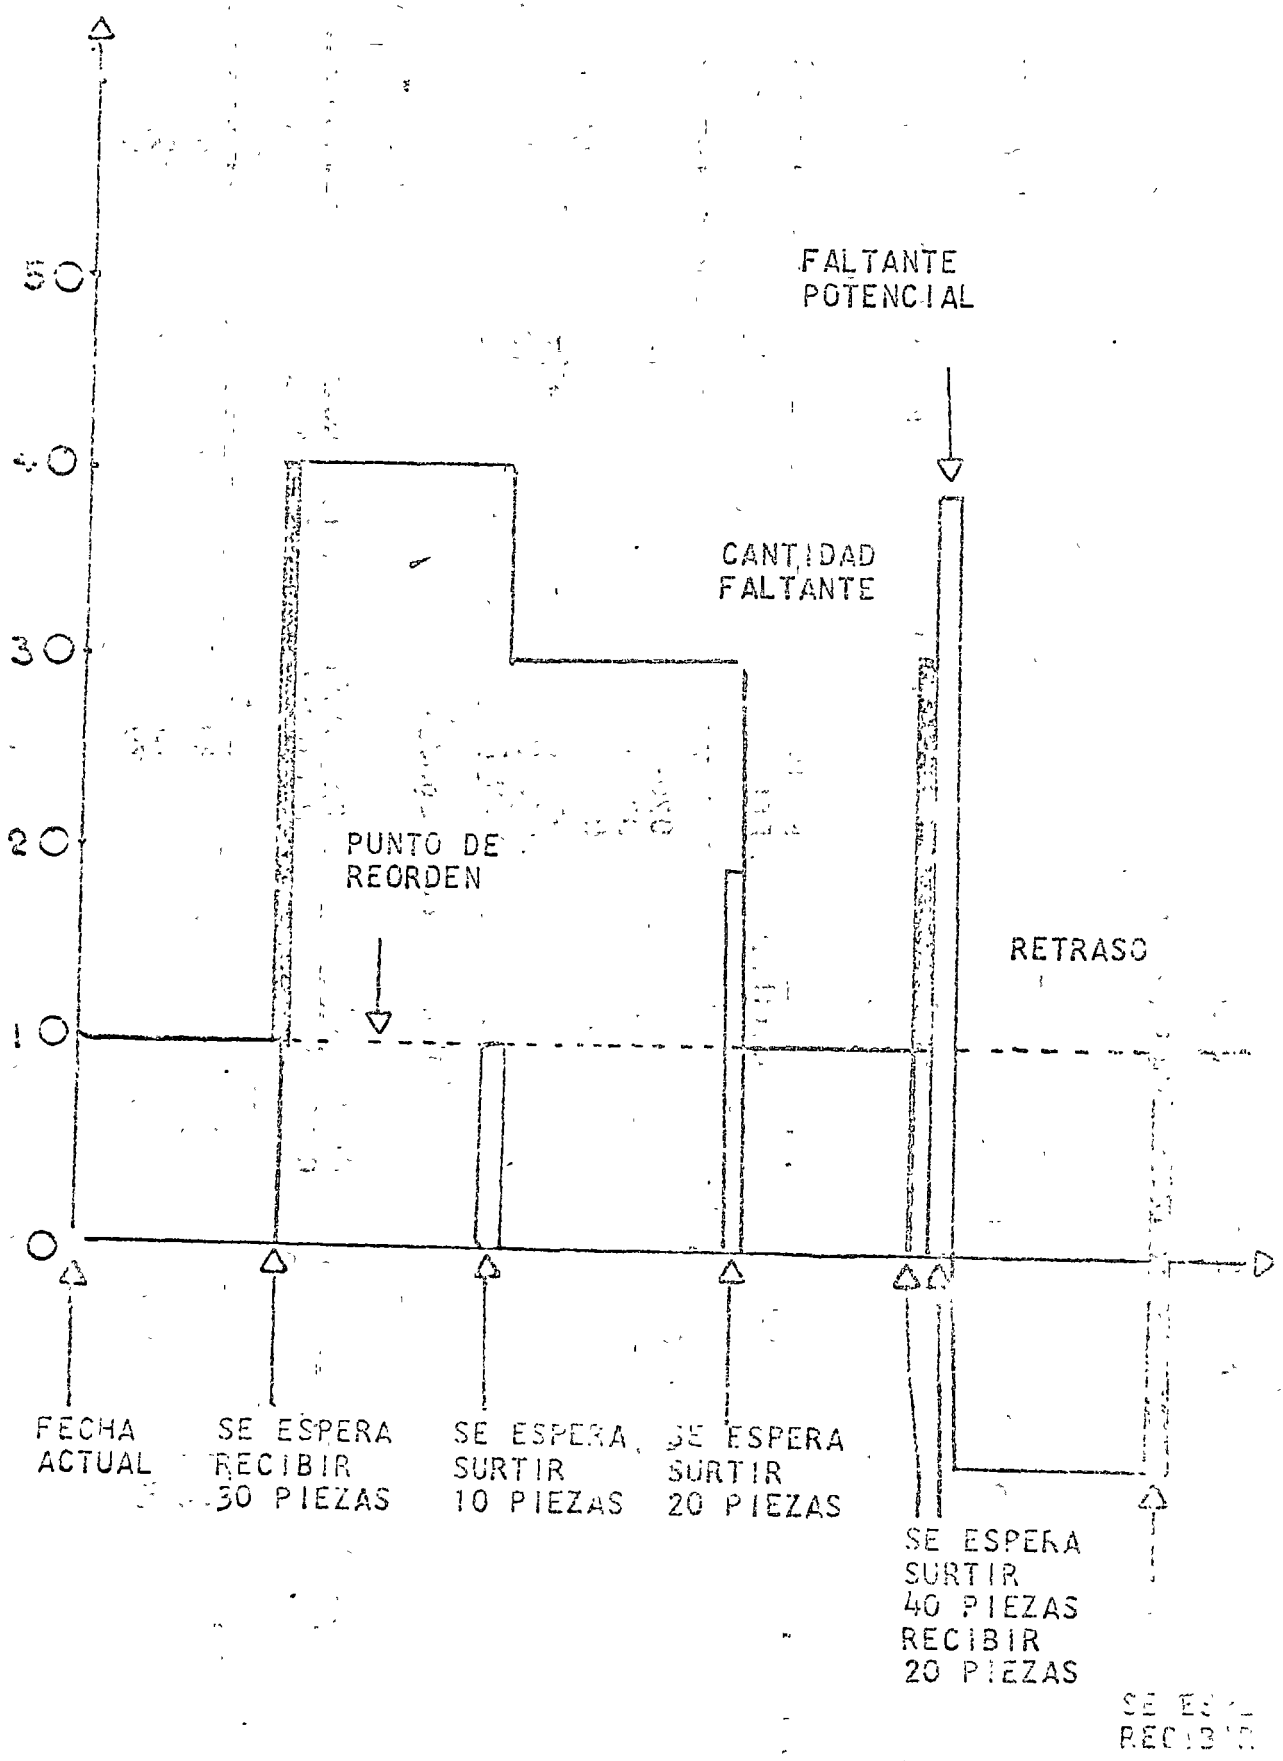 50
FALTANTE
POTENCIAL
40
CANTIDAD
FALTANTE
30
20
PUNTO DE
REORDEN
RETRASO
10
0
FECHA
ACTUAL
SE ESPERA
RECIBIR
30 PIEZAS
SE ESPERA
SURTIR
10 PIEZAS
SE ESPERA
SURTIR
20 PIEZAS
SE ESPERA
SURTIR
40 PIEZAS
RECIBIR
20 PIEZAS
SE
RECIBIR